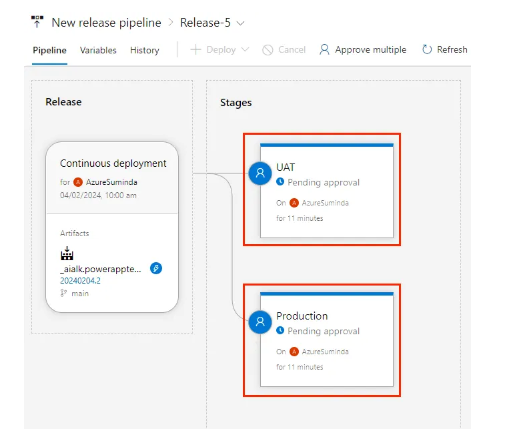 New release pipeline > Release-5
Pipeline Variables History + Deploy Cancel Approve multiple Refresh
Release
Continuous deployment
for A AzureSuminda
04/02/2024, 10:00 am
Artifacts
_aialk.powerappte...
20240204.2
main
Stages
UAT
Pending approval
On A AzureSuminda
for 11 minutes
Production
Pending approval
On A AzureSuminda
for 11 minutes